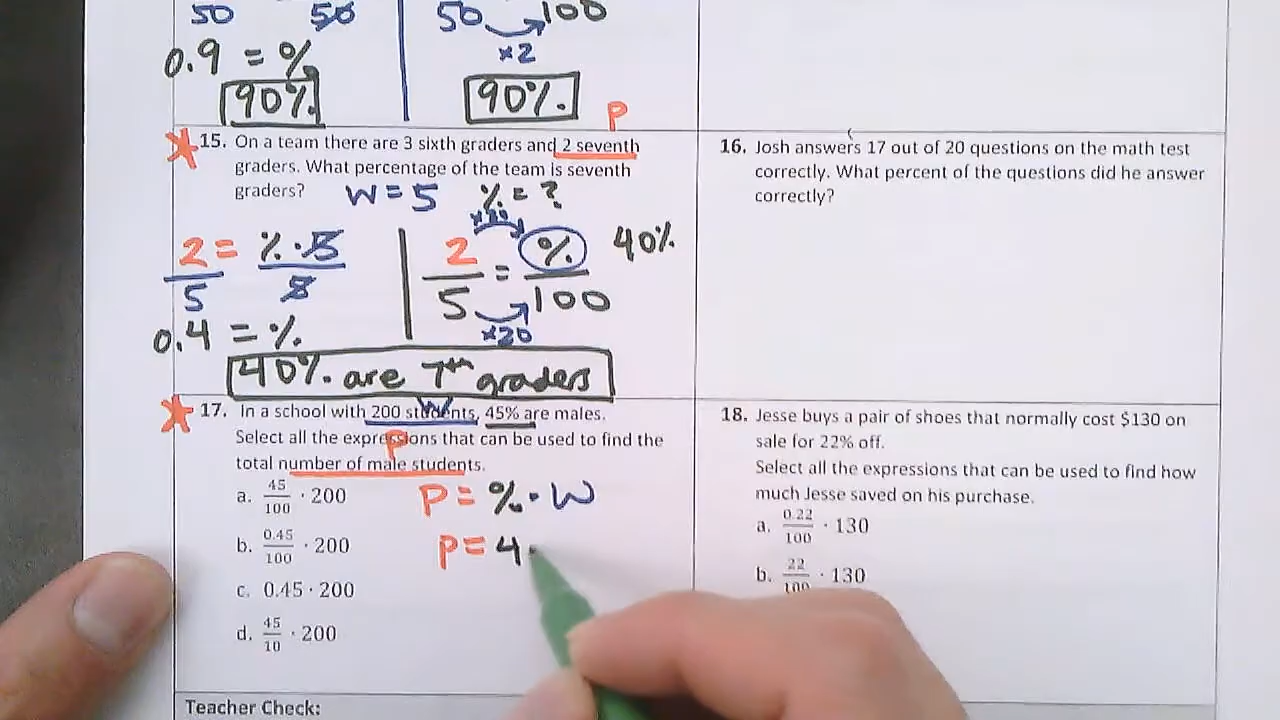 50 50 50 100
×2
0.9 = %
90% 90%.
P
15. On a team there are 3 sixth graders and 2 seventh
graders. What percentage of the team is seventh
graders? W = 5 % = ?
×20
2 = % · 5 2 = % 40%
5 5 5 100
×20
0.4 = %
40% are 7th graders
16. Josh answers 17 out of 20 questions on the math test
correctly. What percent of the questions did he answer
correctly?
W
17. In a school with 200 students, 45% are males.
Select all the expressions that can be used to find the
P
total number of male students.
a. 45/100 · 200 P = % · W
b. 0.45/100 · 200 P = 4
c. 0.45 · 200
d. 45/10 · 200
18. Jesse buys a pair of shoes that normally cost $130 on
sale for 22% off.
Select all the expressions that can be used to find how
much Jesse saved on his purchase.
a. 0.22/100 · 130
b. 22/100 · 130
Teacher Check: